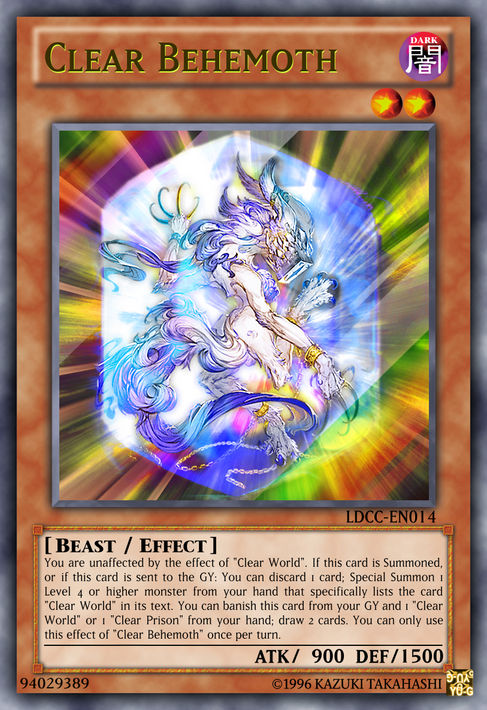 CLEAR BEHEMOTH
DARK
闇
LDCC-EN014
[ BEAST / EFFECT ]
You are unaffected by the effect of "Clear World". If this card is Summoned,
or if this card is sent to the GY: You can discard 1 card; Special Summon 1
Level 4 or higher monster from your hand that specifically lists the card
"Clear World" in its text. You can banish this card from your GY and 1 "Clear
World" or 1 "Clear Prison" from your hand; draw 2 cards. You can only use
this effect of "Clear Behemoth" once per turn.
ATK/ 900 DEF/1500
94029389
©1996 KAZUKI TAKAHASHI